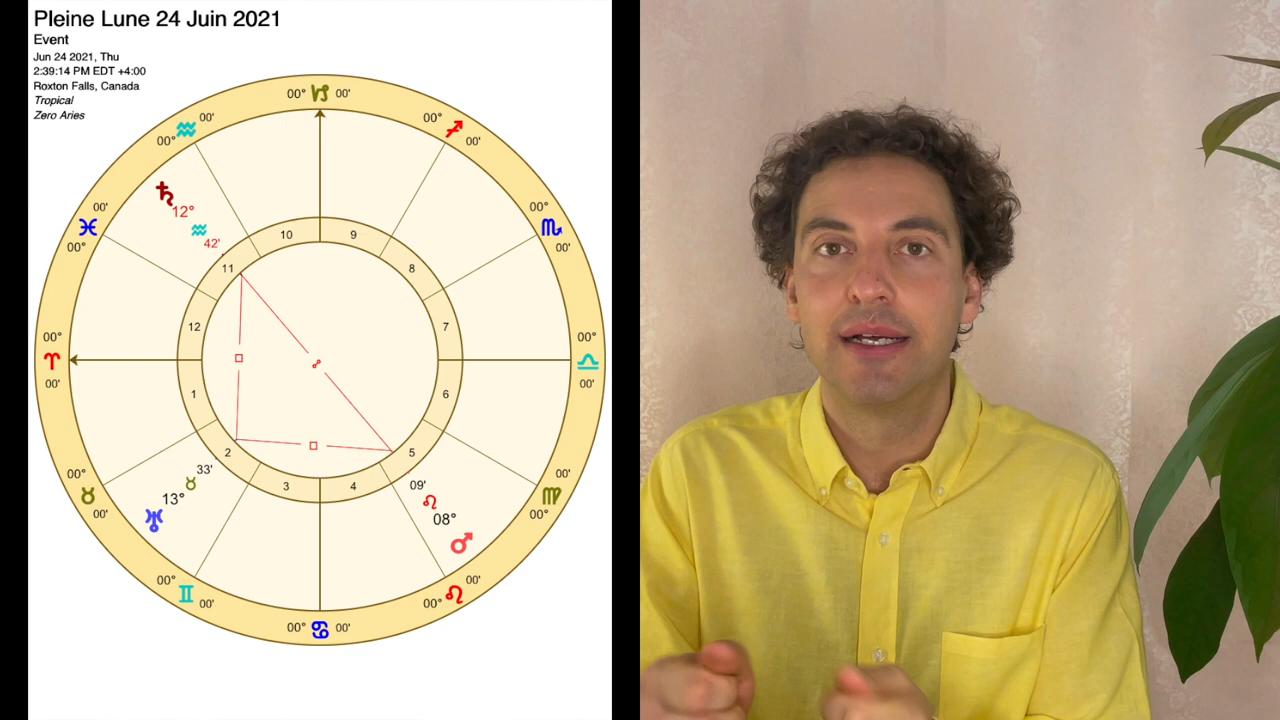 Pleine Lune 24 Juin 2021
Event
Jun 24 2021, Thu
2:39:14 PM EDT +4:00
Roxton Falls, Canada
Tropical
Zero Aries
00° ♑ 00'
00° ♒ 00'
00° ♐ 00'
♄ 12° ♒ 42'
00° ♓ 00'
00° ♏ 00'
10 9
11 8
12 7
00° ♈ 00'
00° ♎ 00'
1 6
2 5
3 4
♅ 13° ♉ 33'
09' ♌ 08° ♂
00° ♉ 00'
00° ♍ 00'
00° ♊ 00'
00° ♌ 00'
00° ♋ 00'